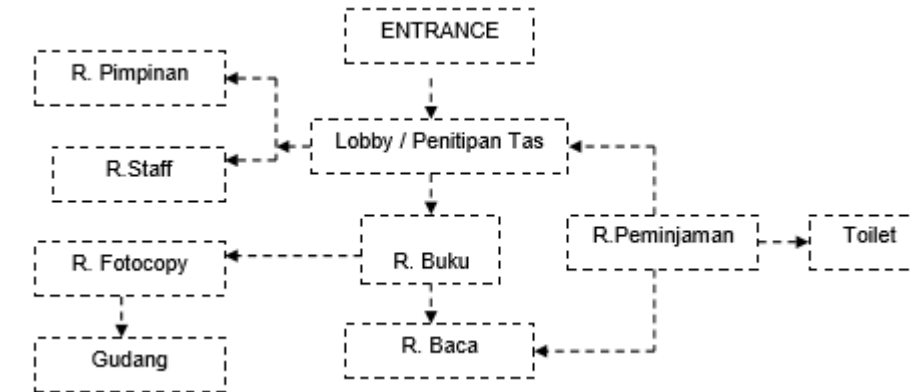 ENTRANCE
R. Pimpinan
Lobby / Penitipan Tas
R.Staff
R.Peminjaman
Toilet
R. Fotocopy
R. Buku
R. Baca
Gudang